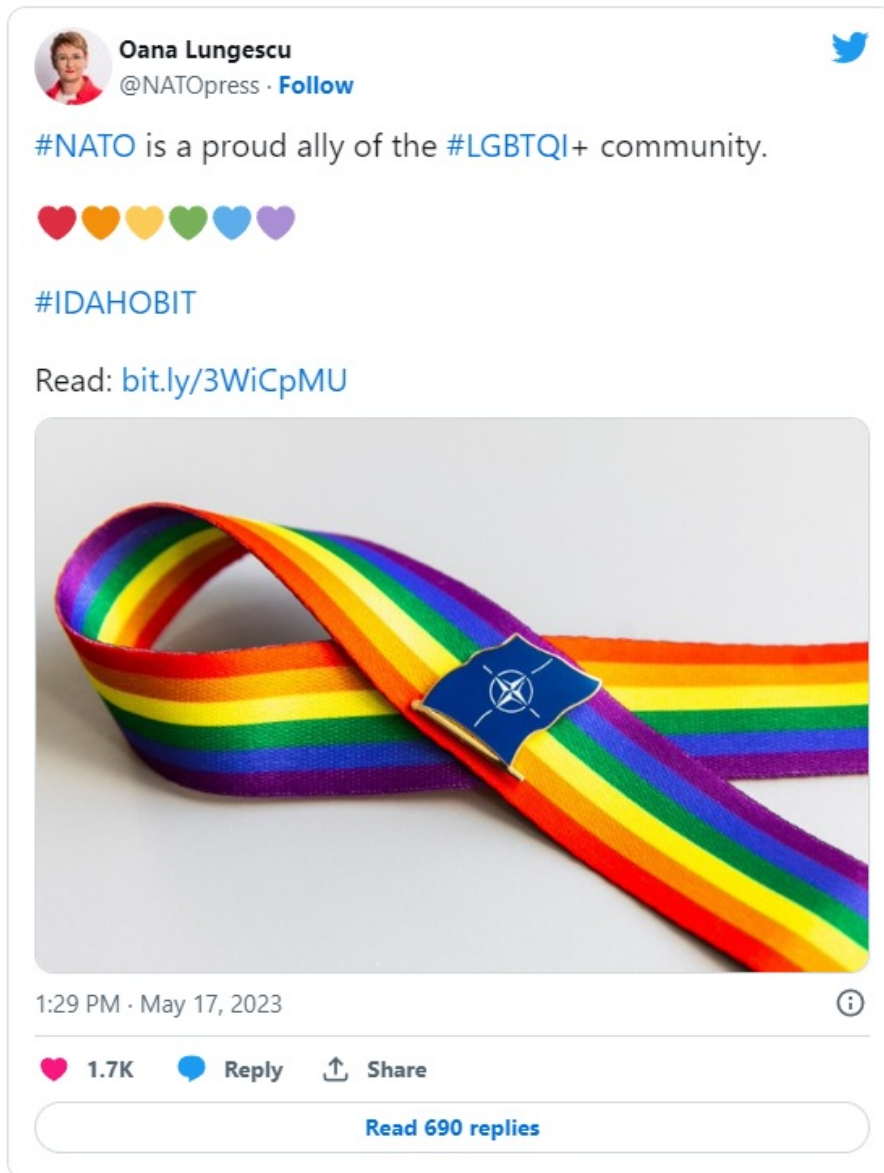 Oana Lungescu
@NATOpress · Follow
#NATO is a proud ally of the #LGBTQI+ community.
❤️🧡💛💚💙💜
#IDAHOBIT
Read: bit.ly/3WiCpMU
1:29 PM · May 17, 2023
1.7K Reply Share
Read 690 replies